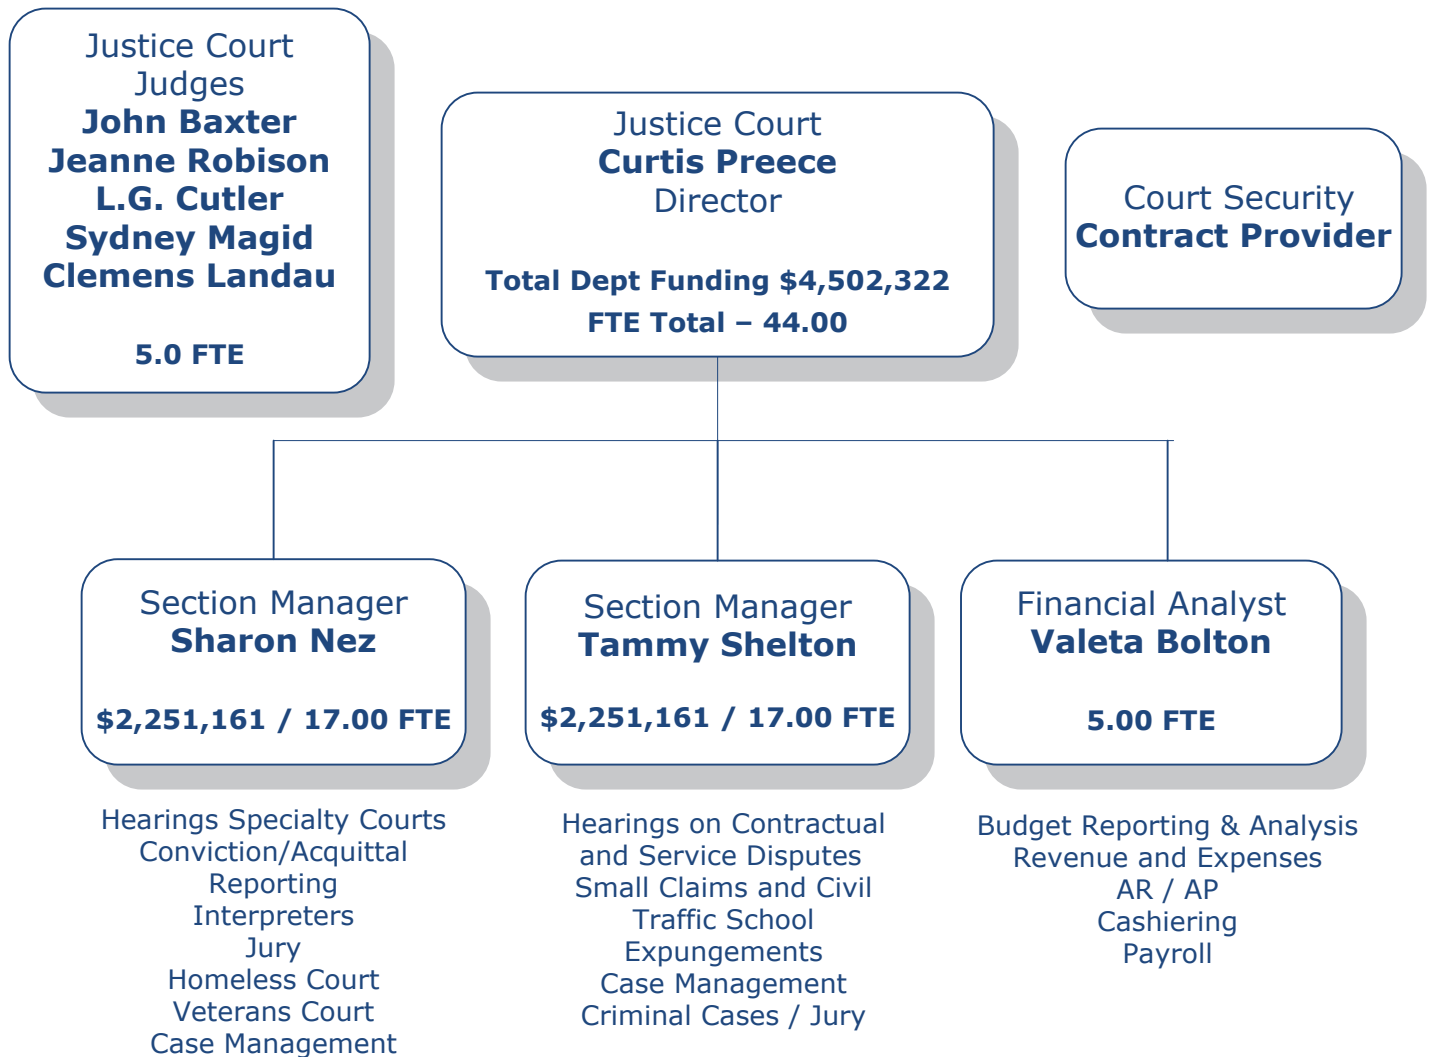 Justice Court
Judges
John Baxter
Jeanne Robison
L.G. Cutler
Sydney Magid
Clemens Landau
5.0 FTE
Justice Court
Curtis Preece
Director
Total Dept Funding $4,502,322
FTE Total – 44.00
Court Security
Contract Provider
Section Manager
Sharon Nez
$2,251,161 / 17.00 FTE
Hearings Specialty Courts
Conviction/Acquittal
Reporting
Interpreters
Jury
Homeless Court
Veterans Court
Case Management
Section Manager
Tammy Shelton
$2,251,161 / 17.00 FTE
Hearings on Contractual
and Service Disputes
Small Claims and Civil
Traffic School
Expungements
Case Management
Criminal Cases / Jury
Financial Analyst
Valeta Bolton
5.00 FTE
Budget Reporting & Analysis
Revenue and Expenses
AR / AP
Cashiering
Payroll